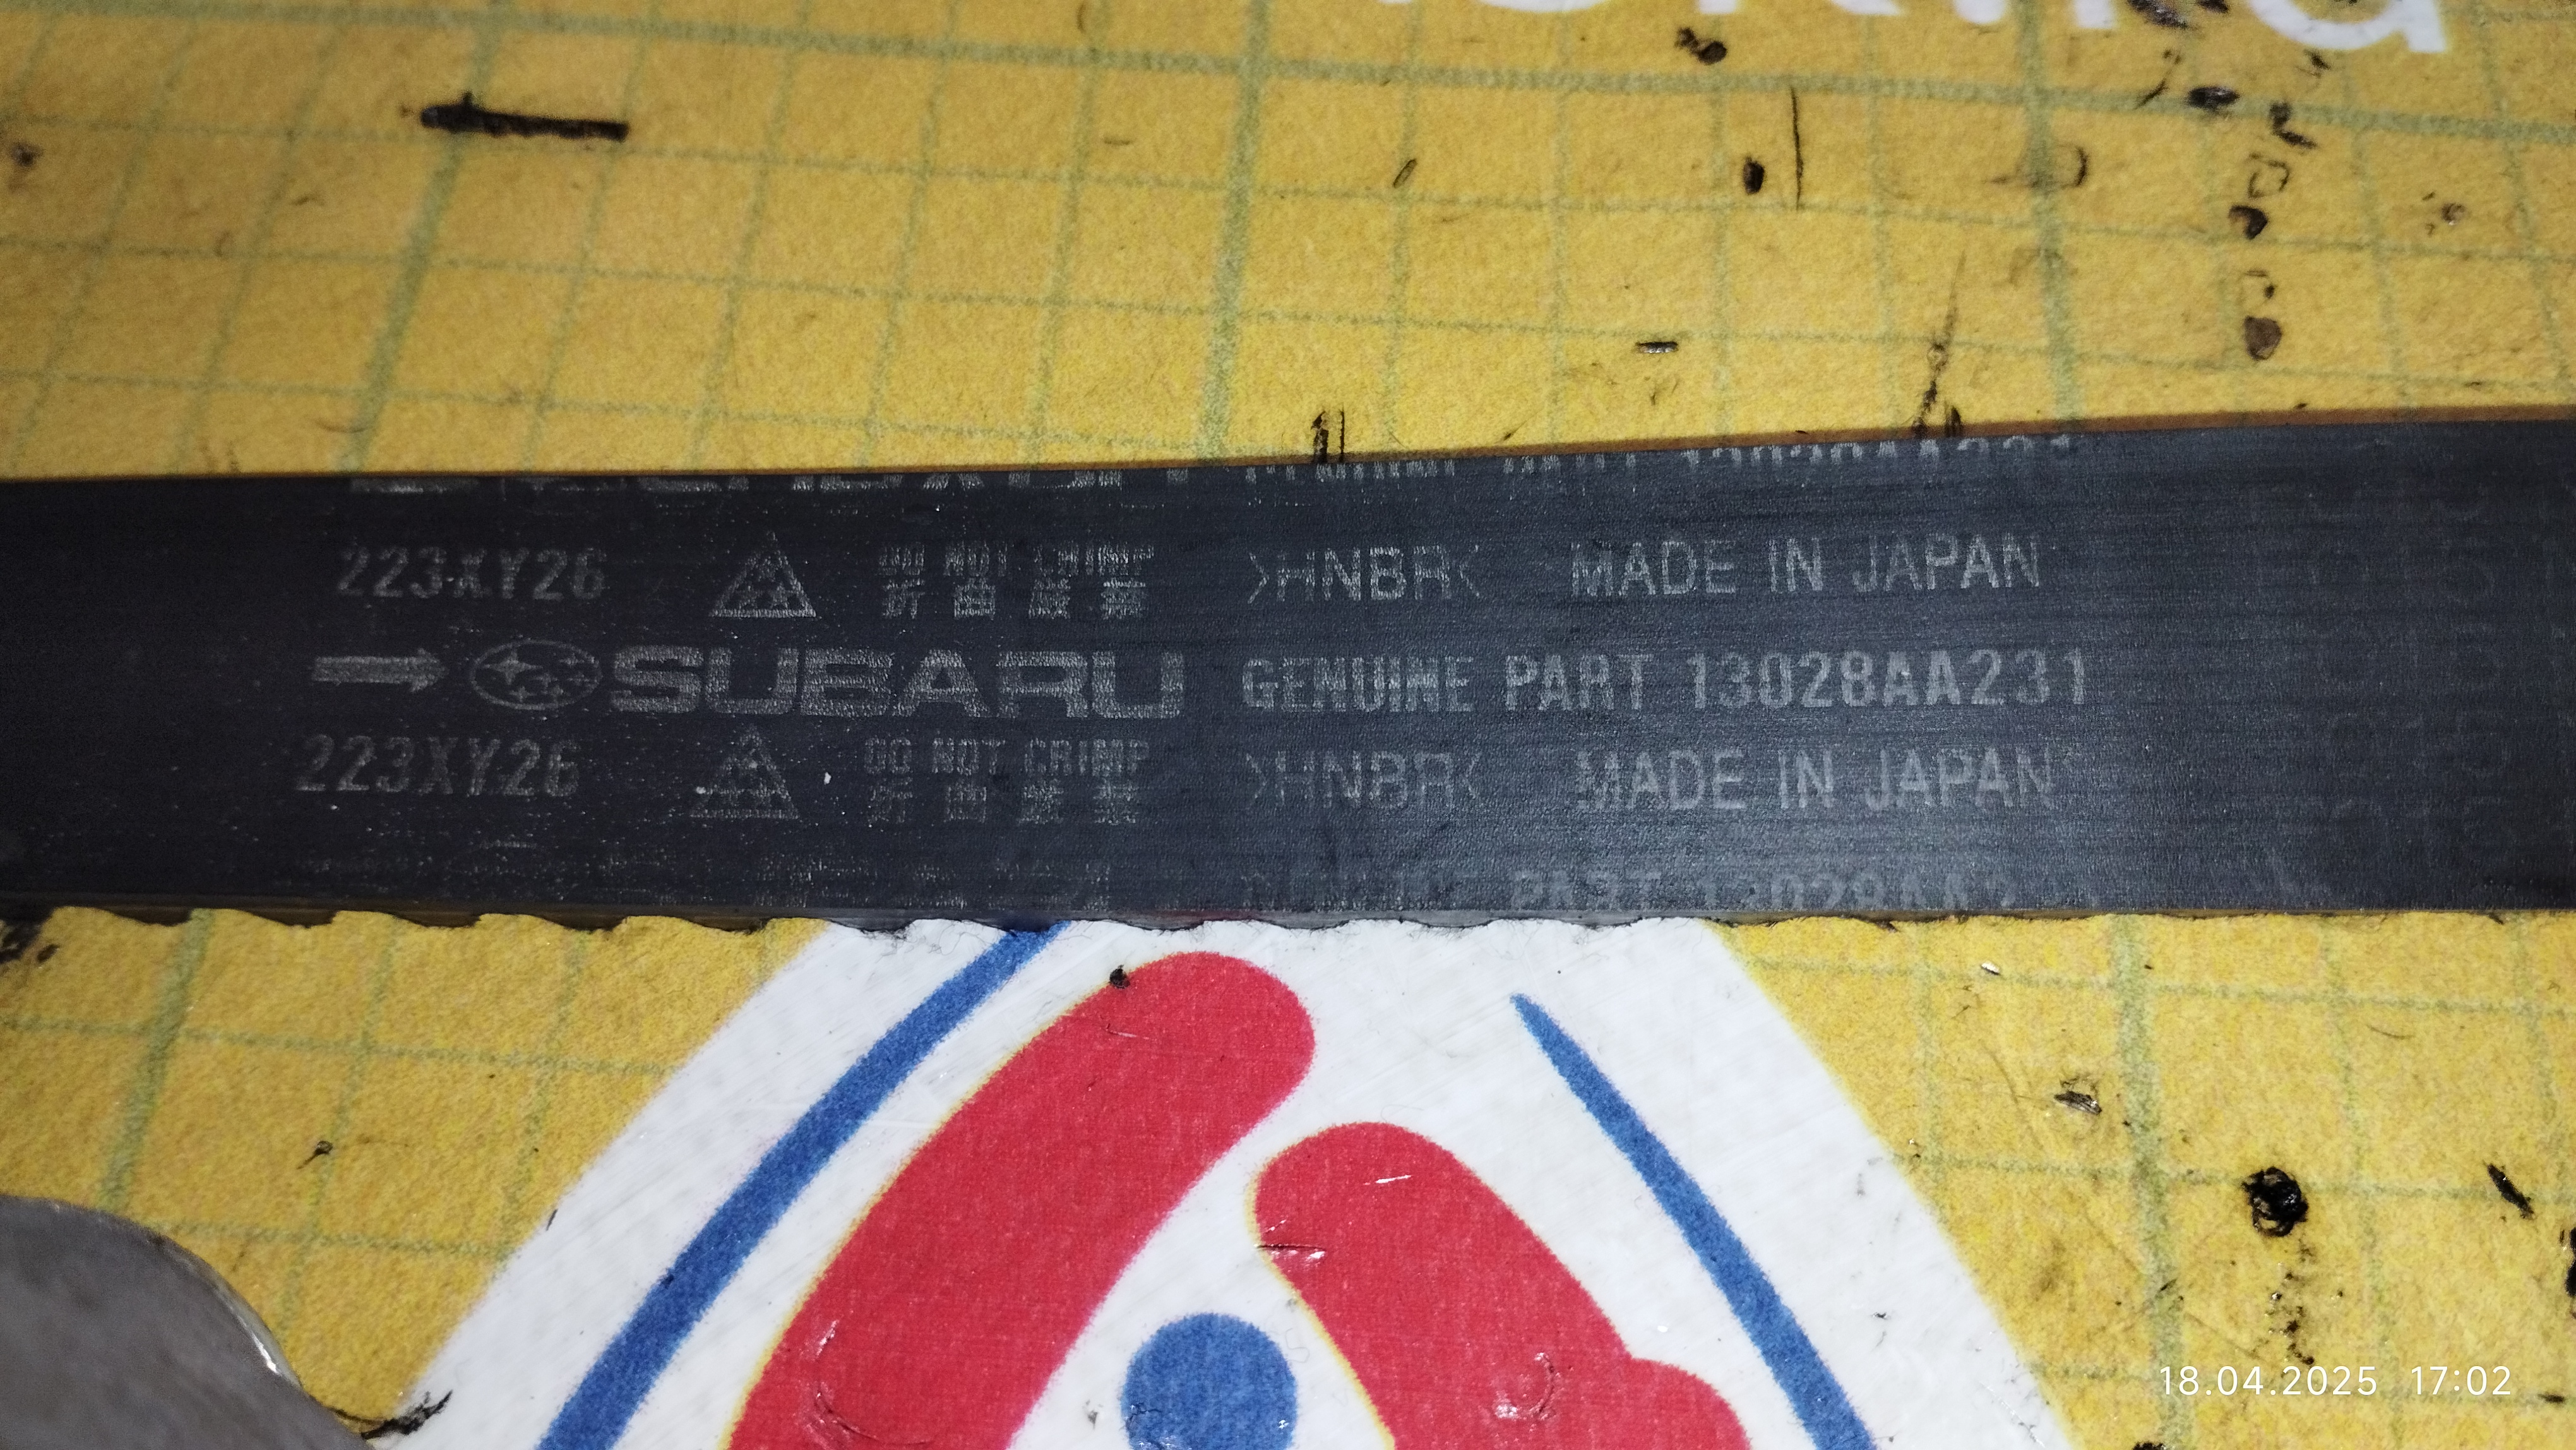 223XY26 DO NOT CRIMP >HNBR< MADE IN JAPAN
折曲厳禁
SUBARU GENUINE PART 13028AA231
223XY26 DO NOT CRIMP >HNBR< MADE IN JAPAN
折曲厳禁
18.04.2025 17:02